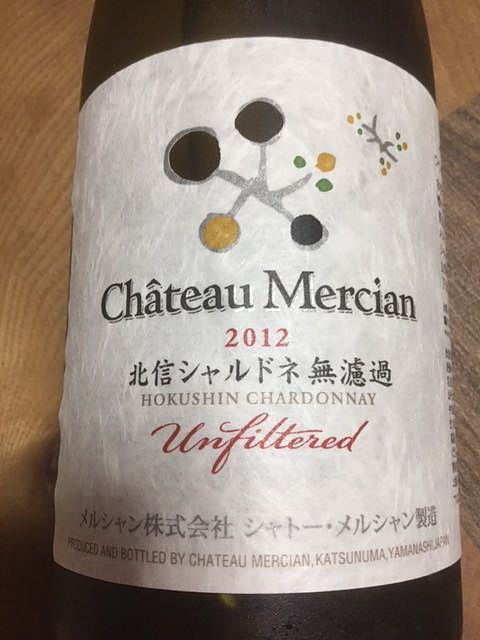 Château Mercian
2012
北信シャルドネ 無濾過
HOKUSHIN CHARDONNAY
Unfiltered
メルシャン株式会社 シャトー・メルシャン製造
PRODUCED AND BOTTLED BY CHATEAU MERCIAN, KATSUNUMA, YAMANASHI, JAPAN